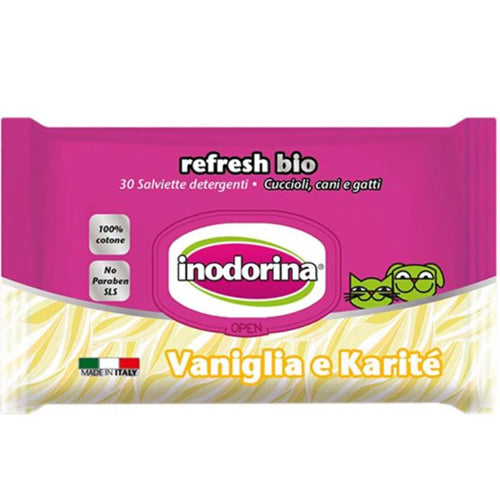 refresh bio
30 Salviette detergenti • Cuccioli, cani e gatti
100%
cotone
No
Paraben
SLS
inodorina®
OPEN
Vaniglia e Karité
MADE IN ITALY